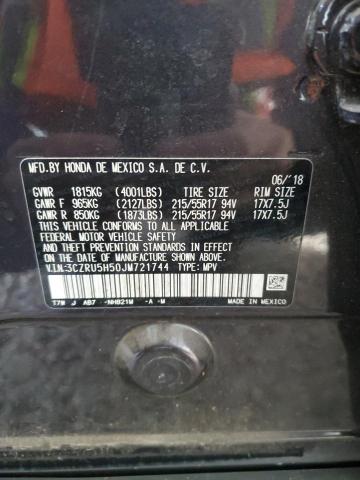 MFD.BY HONDA DE MEXICO S.A. DE C.V.
06/'18
GVWR 1815KG (4001LBS) TIRE SIZE RIM SIZE
GAWR F 965KG (2127LBS) 215/55R17 94V 17X7.5J
GAWR R 850KG (1873LBS) 215/55R17 94V 17X7.5J
THIS VEHICLE CONFORMS TO ALL APPLICABLE
FEDERAL MOTOR VEHICLE SAFETY AND THEFT
PREVENTION STANDARDS IN EFFECT
ON THE DATE OF MANUFACTURE SHOWN ABOVE.
V.I.N:3CZRU5H50JM721744 TYPE: MPV
T7W J AB7 -NH821M -A -M
MADE IN MEXICO